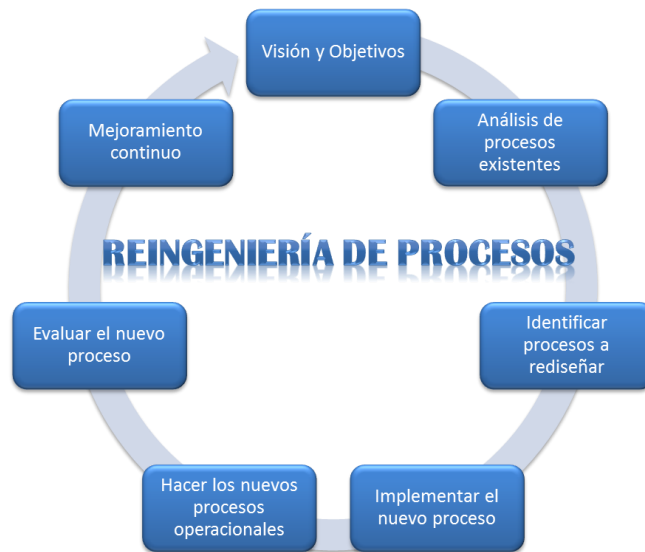 Visión y Objetivos
Análisis de
procesos
existentes
Identificar
procesos a
rediseñar
Implementar el
nuevo proceso
Hacer los nuevos
procesos
operacionales
Evaluar el nuevo
proceso
Mejoramiento
continuo
REINGENIERÍA DE PROCESOS